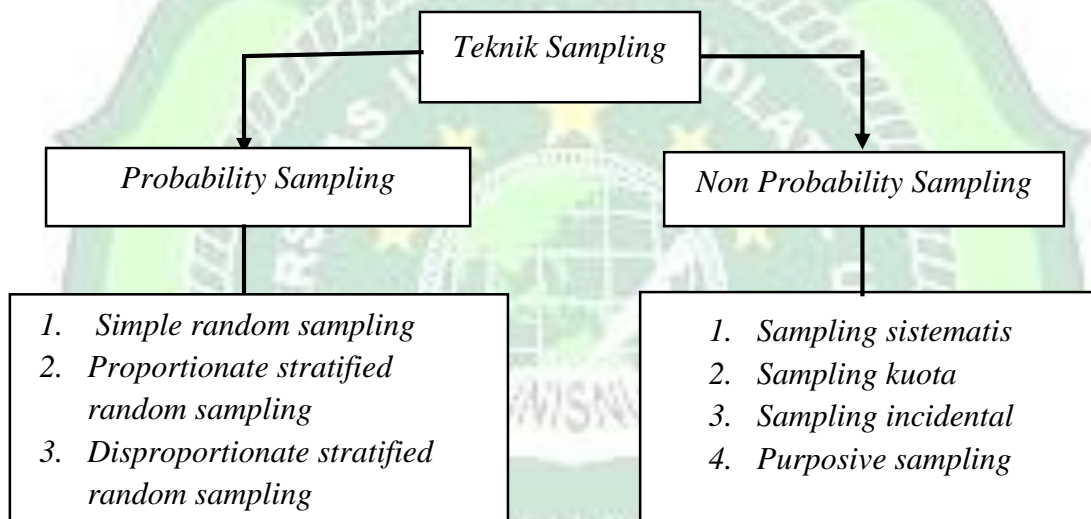 Teknik Sampling
Probability Sampling
Non Probability Sampling
1. Simple random sampling
2. Proportionate stratified
random sampling
3. Disproportionate stratified
random sampling
1. Sampling sistematis
2. Sampling kuota
3. Sampling incidental
4. Purposive sampling